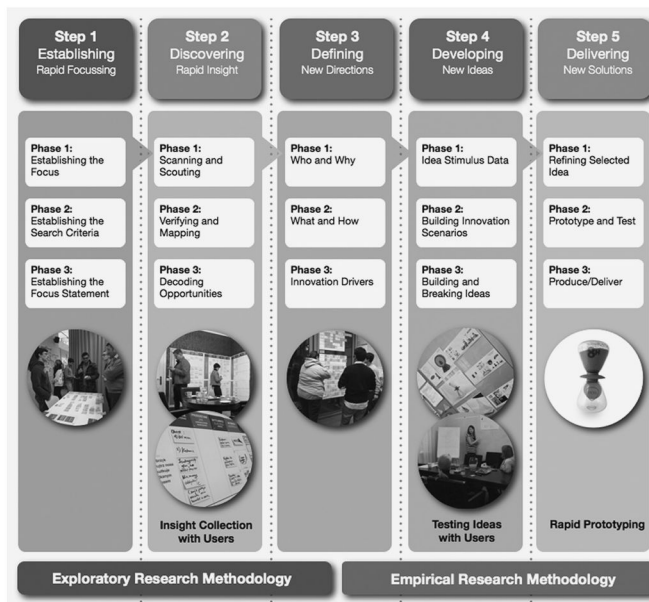 Step 1
Establishing
Rapid Focussing
Step 2
Discovering
Rapid Insight
Step 3
Defining
New Directions
Step 4
Developing
New Ideas
Step 5
Delivering
New Solutions
Phase 1:
Establishing the
Focus
Phase 2:
Establishing the
Search Criteria
Phase 3:
Establishing the
Focus Statement
Phase 1:
Scanning and
Scouting
Phase 2:
Verifying and
Mapping
Phase 3:
Decoding
Opportunities
Insight Collection
with Users
Phase 1:
Who and Why
Phase 2:
What and How
Phase 3:
Innovation Drivers
Phase 1:
Idea Stimulus Data
Phase 2:
Building Innovation
Scenarios
Phase 3:
Building and
Breaking Ideas
Testing Ideas
with Users
Phase 1:
Refining Selected
Idea
Phase 2:
Prototype and Test
Phase 3:
Produce/Deliver
Rapid Prototyping
Exploratory Research Methodology
Empirical Research Methodology